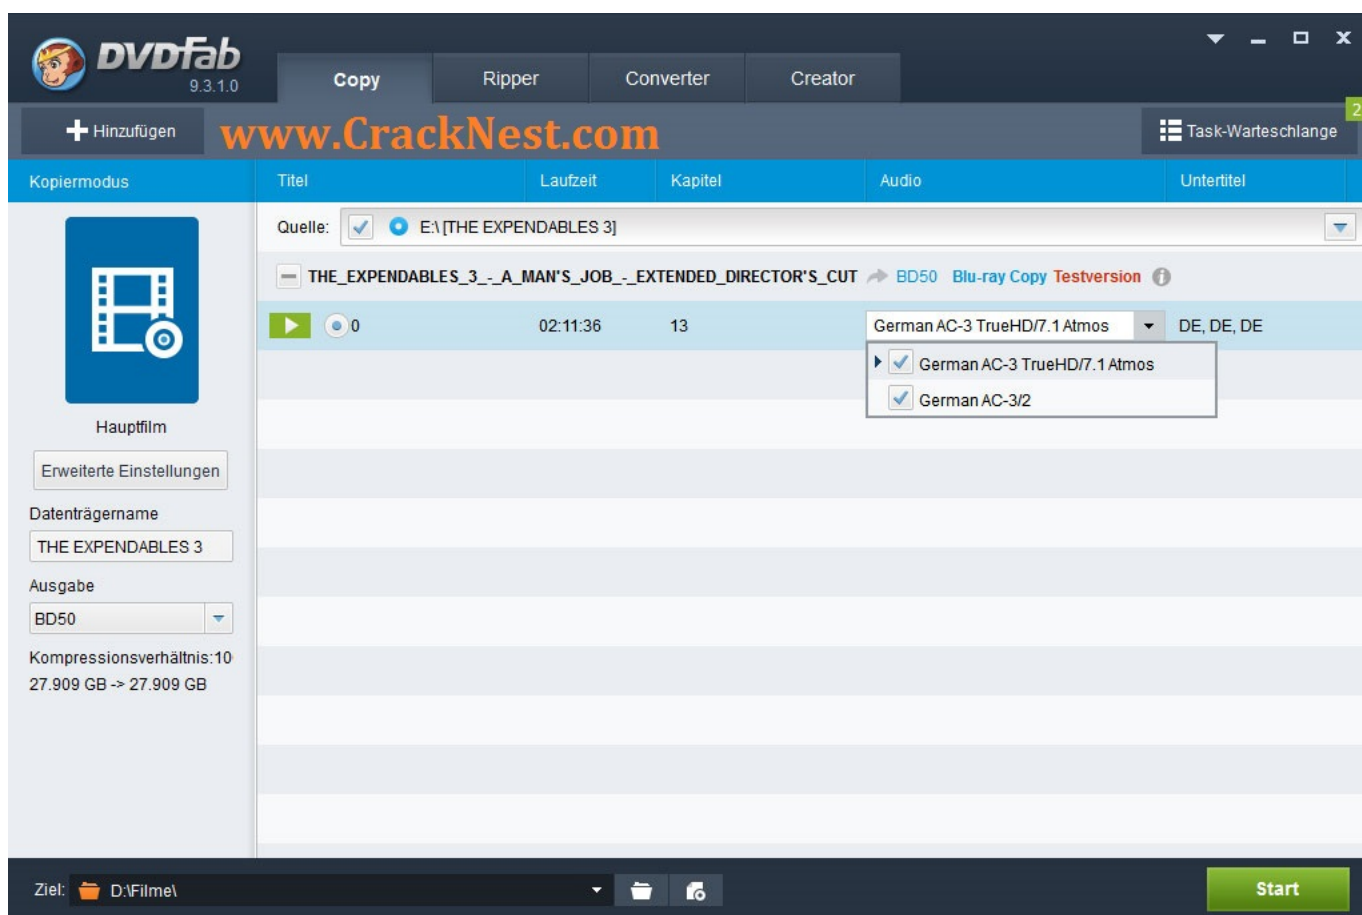 DVDFab
9.3.1.0
Copy Ripper Converter Creator
Hinzufügen
www.CrackNest.com
2
Task-Warteschlange
Kopiermodus Titel Laufzeit Kapitel Audio Untertitel
Quelle: E:\ [THE EXPENDABLES 3]
THE_EXPENDABLES_3_-_A_MAN'S_JOB_-_EXTENDED_DIRECTOR'S_CUT BD50 Blu-ray Copy Testversion
0 02:11:36 13 German AC-3 TrueHD/7.1 Atmos DE, DE, DE
German AC-3 TrueHD/7.1 Atmos
German AC-3/2
Hauptfilm
Erweiterte Einstellungen
Datenträgername
THE EXPENDABLES 3
Ausgabe
BD50
Kompressionsverhältnis:10
27.909 GB -> 27.909 GB
Ziel: D:\Filme\
Start